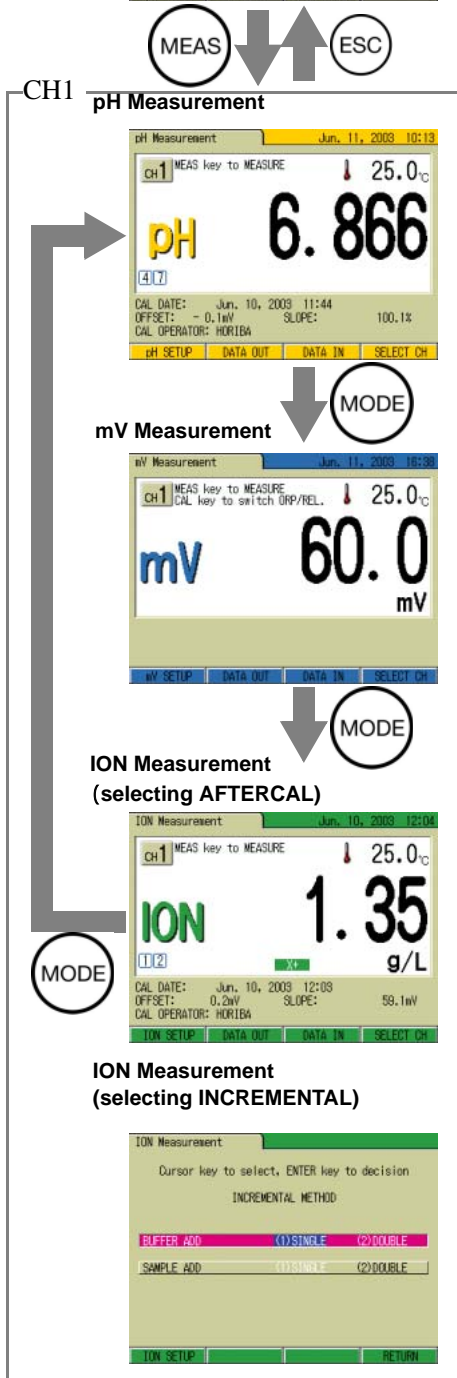 MEAS ESC
CH1
pH Measurement
pH Measurement Jun. 11, 2003 10:13
CH1 MEAS key to MEASURE 25.0℃
pH 6.866
4 7
CAL DATE: Jun. 10, 2003 11:44
OFFSET: - 0.1mV SLOPE: 100.1%
CAL OPERATOR: HORIBA
pH SETUP DATA OUT DATA IN SELECT CH
MODE
mV Measurement
mV Measurement Jun. 11, 2003 16:38
CH1 MEAS key to MEASURE 25.0℃
CAL key to switch ORP/REL.
mV 60.0
mV
mV SETUP DATA OUT DATA IN SELECT CH
MODE
ION Measurement
(selecting AFTERCAL)
ION Measurement Jun. 10, 2003 12:04
CH1 MEAS key to MEASURE 25.0℃
ION 1.35
1 2 X+ g/L
MODE
CAL DATE: Jun. 10, 2003 12:03
OFFSET: 0.2mV SLOPE: 59.1mV
CAL OPERATOR: HORIBA
ION SETUP DATA OUT DATA IN SELECT CH
ION Measurement
(selecting INCREMENTAL)
ION Measurement
Cursor key to select, ENTER key to decision
INCREMENTAL METHOD
BUFFER ADD (1)SINGLE (2)DOUBLE
SAMPLE ADD (1)SINGLE (2)DOUBLE
ION SETUP RETURN